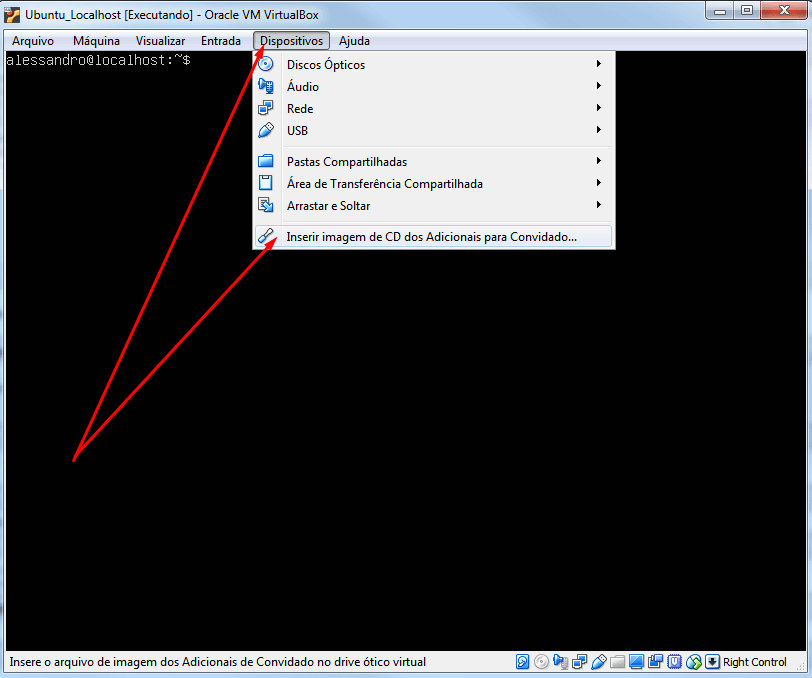 Ubuntu_Localhost [Executando] - Oracle VM VirtualBox
Arquivo Máquina Visualizar Entrada Dispositivos Ajuda
alessandro@localhost:~$
Discos Ópticos
Áudio
Rede
USB
Pastas Compartilhadas
Área de Transferência Compartilhada
Arrastar e Soltar
Inserir imagem de CD dos Adicionais para Convidado...
Insere o arquivo de imagem dos Adicionais de Convidado no drive ótico virtual Right Control